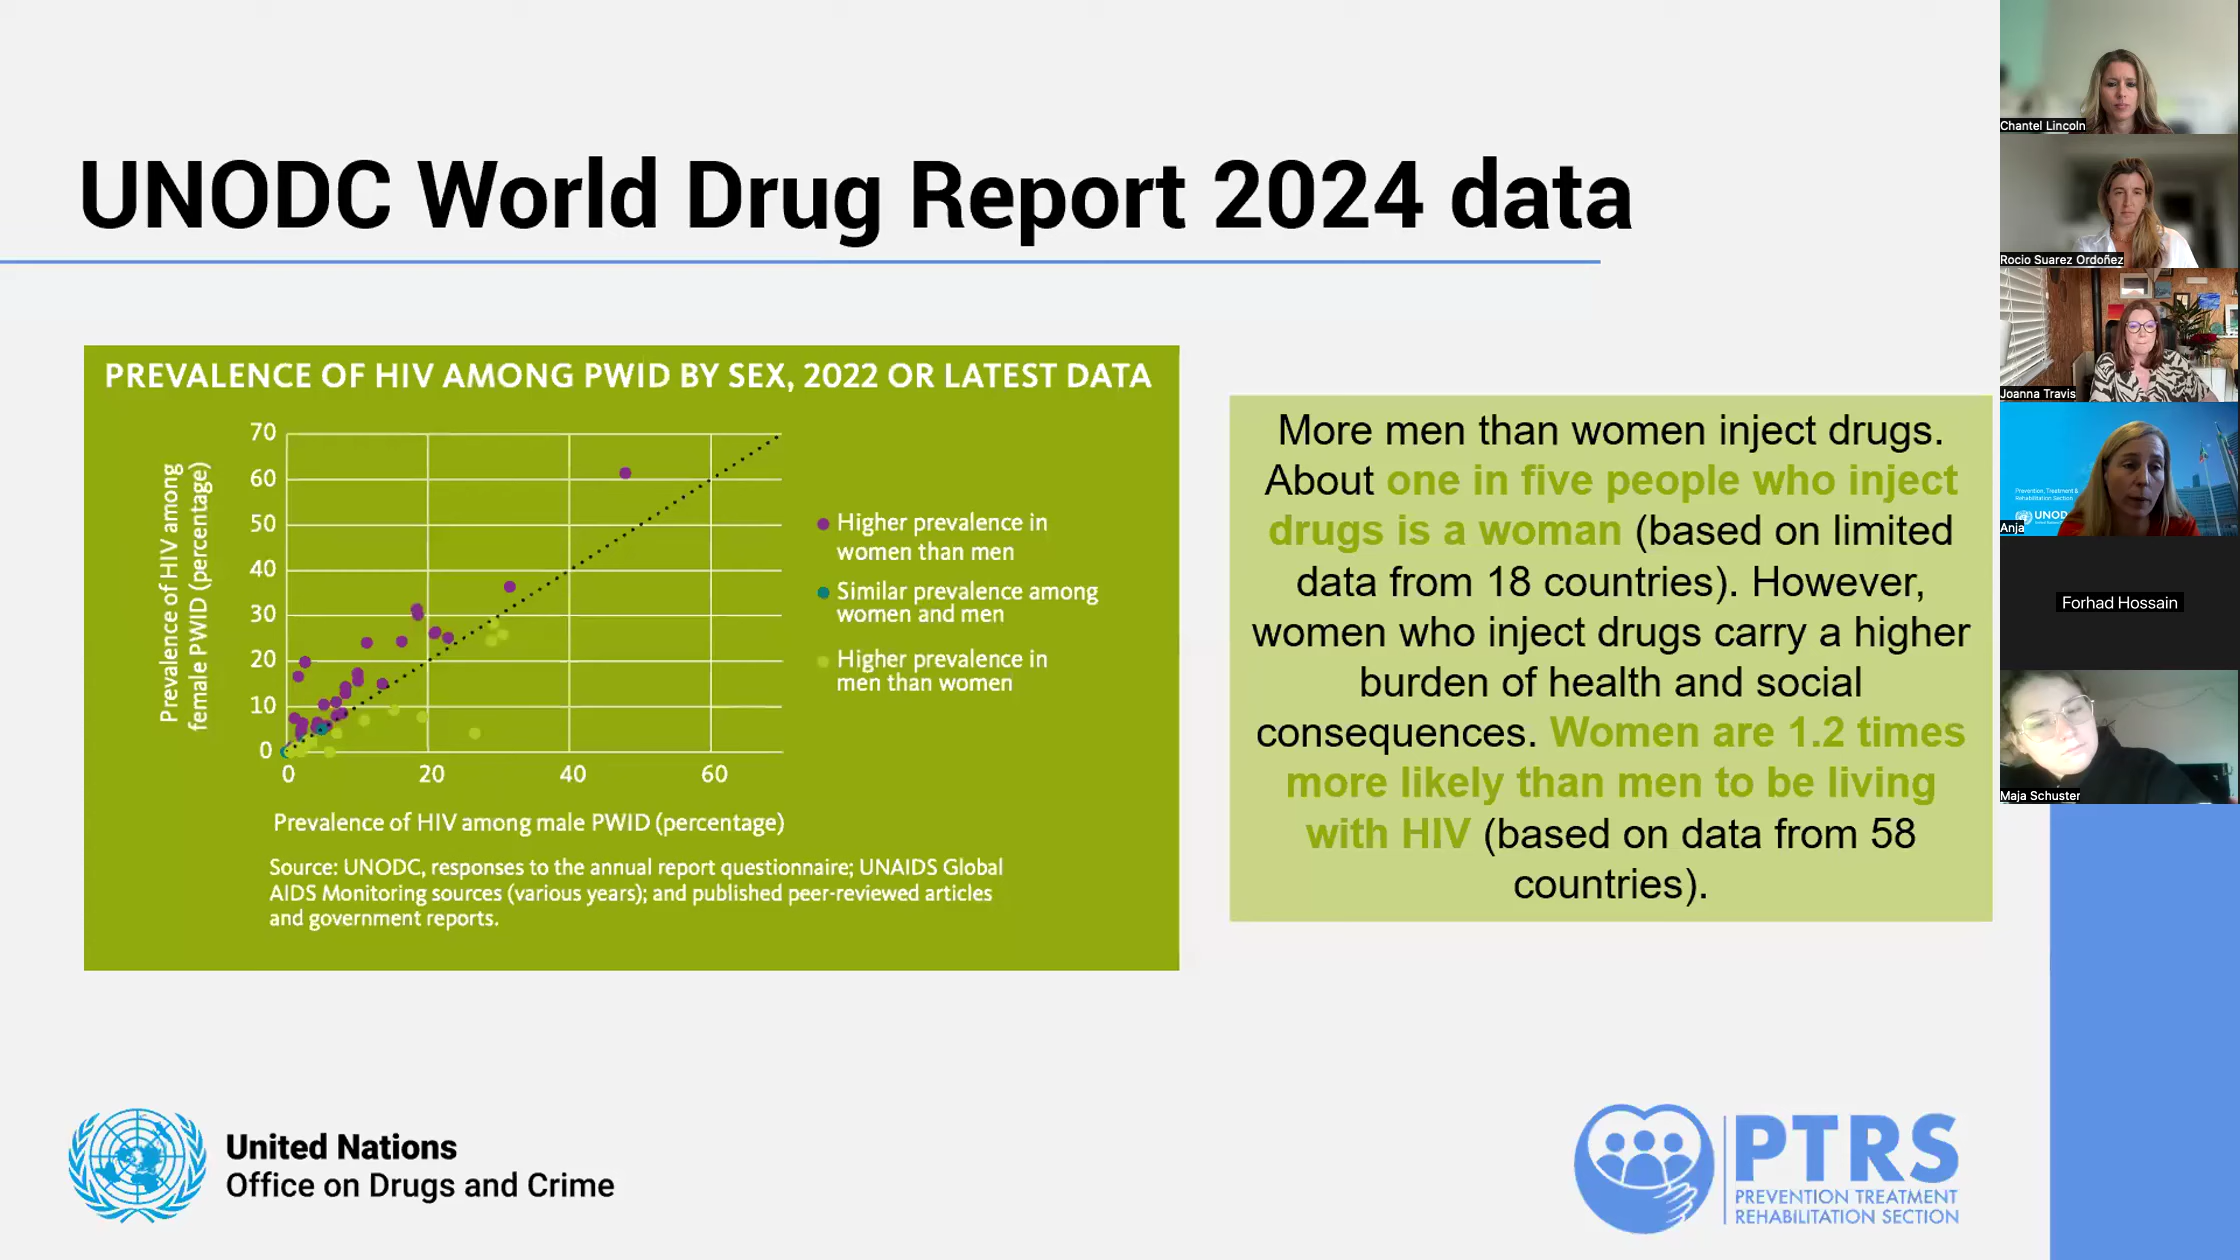 UNODC World Drug Report 2024 data
PREVALENCE OF HIV AMONG PWID BY SEX, 2022 OR LATEST DATA
Prevalence of HIV among
female PWID (percentage)
70
60
50
40
30
20
10
0
0
20
40
60
Prevalence of HIV among male PWID (percentage)
Higher prevalence in
women than men
Similar prevalence among
women and men
Higher prevalence in
men than women
Source: UNODC, responses to the annual report questionnaire; UNAIDS Global
AIDS Monitoring sources (various years); and published peer-reviewed articles
and government reports.
More men than women inject drugs.
About one in five people who inject
drugs is a woman (based on limited
data from 18 countries). However,
women who inject drugs carry a higher
burden of health and social
consequences. Women are 1.2 times
more likely than men to be living
with HIV (based on data from 58
countries).
United Nations
Office on Drugs and Crime
PTRS
PREVENTION TREATMENT
REHABILITATION SECTION
Chantel Lincoln
Rocio Suarez Ordoñez
Joanna Travis
Prevention, Treatment &
Rehabilitation Section
UNODC
Anja
Forhad Hossain
Maja Schuster